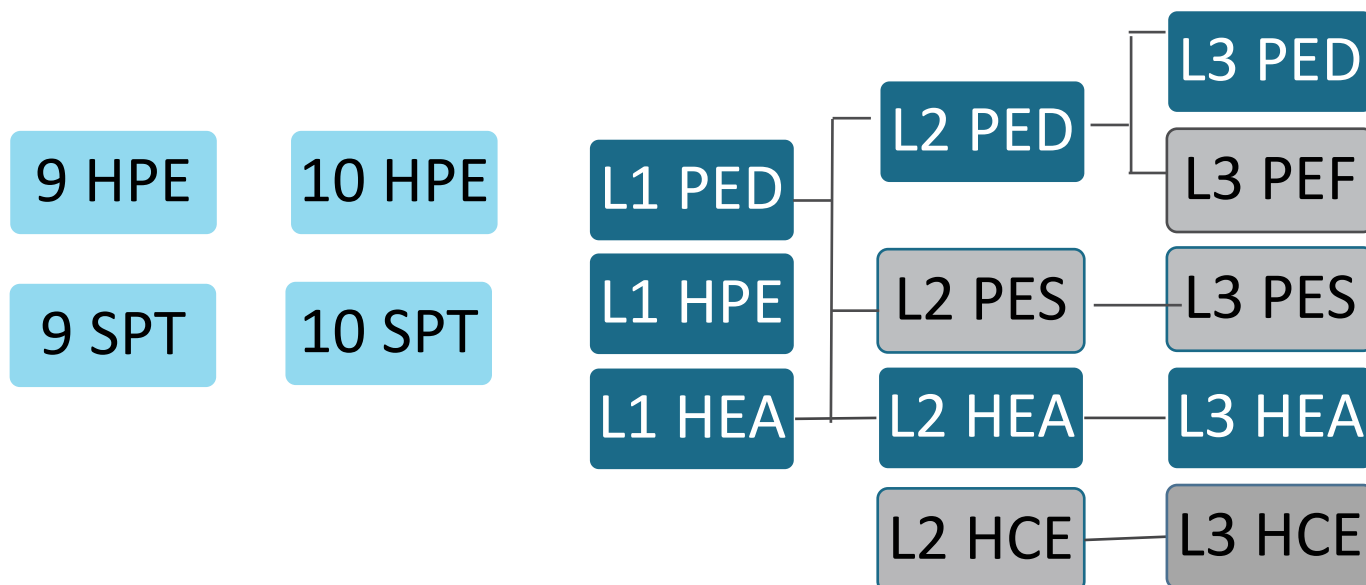 9 HPE
10 HPE
9 SPT
10 SPT
L1 PED
L1 HPE
L1 HEA
L2 PED
L2 PES
L2 HEA
L2 HCE
L3 PED
L3 PEF
L3 PES
L3 HEA
L3 HCE